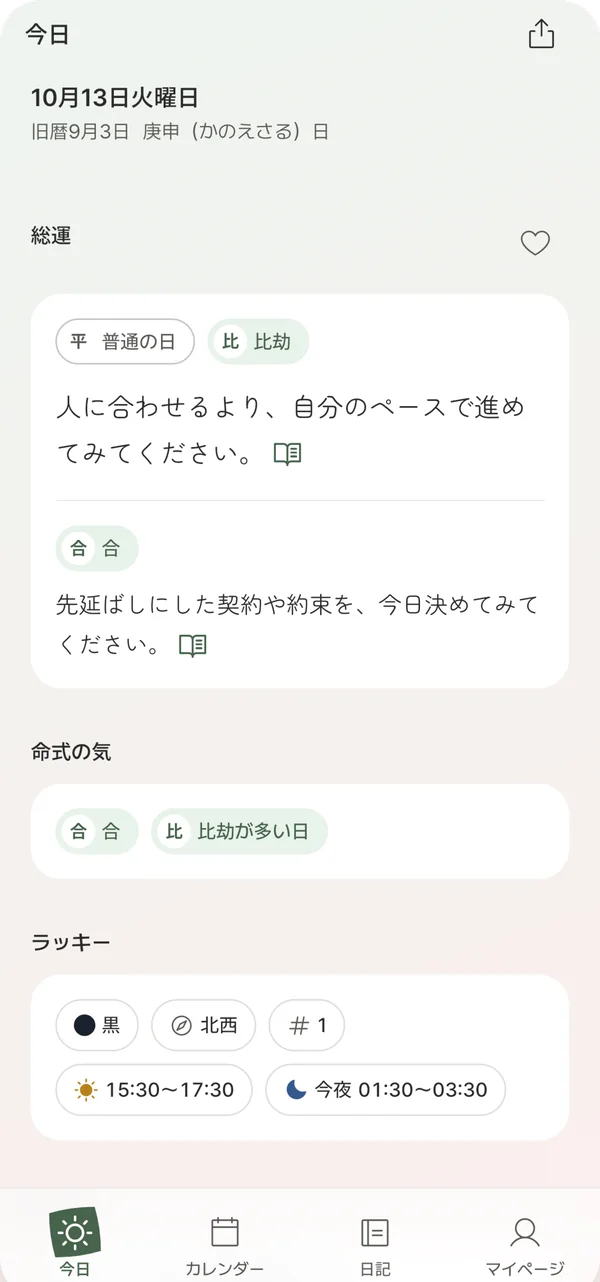 今日
10月13日火曜日
旧暦9月3日 庚申（かのえさる）日
総運
平 普通の日
比 比劫
人に合わせるより、自分のペースで進め
てみてください。
合 合
先延ばしにした契約や約束を、今日決めてみて
ください。
命式の気
合 合
比 比劫が多い日
ラッキー
黒
北西
# 1
15:30〜17:30
今夜 01:30〜03:30
今日
カレンダー
日記
マイページ